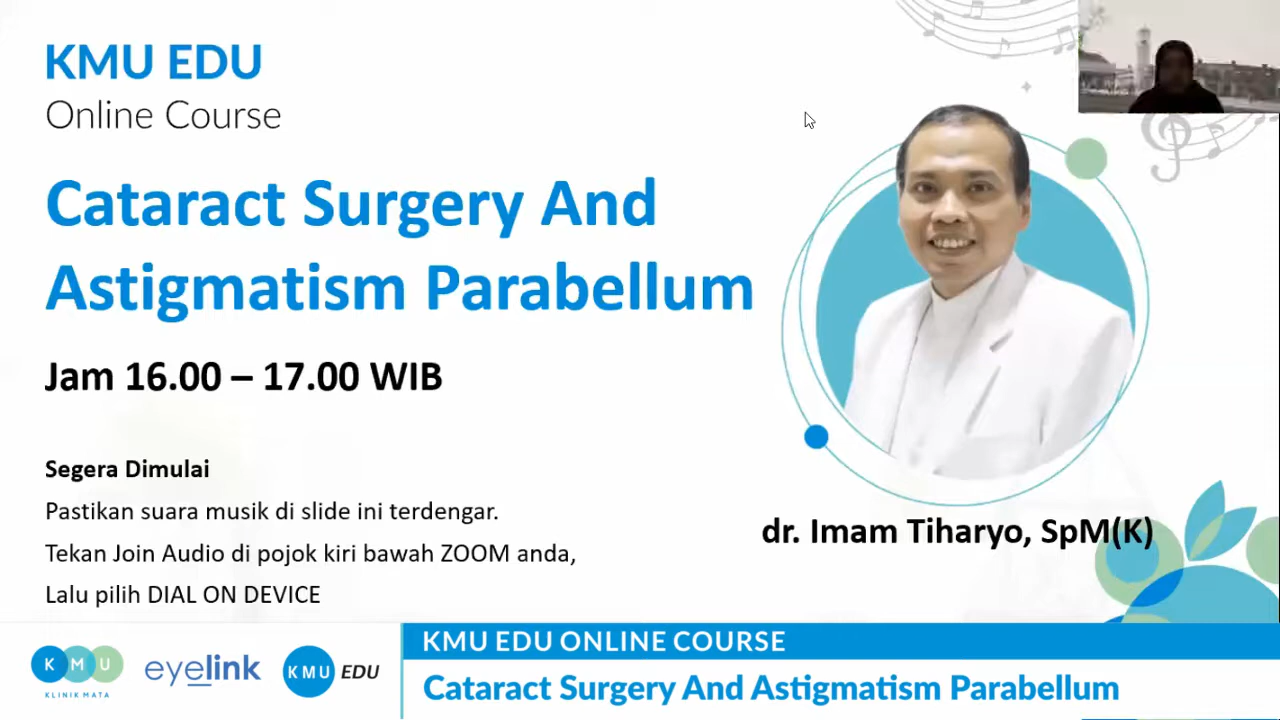 KMU EDU
Online Course
Cataract Surgery And
Astigmatism Parabellum
Jam 16.00 – 17.00 WIB
Segera Dimulai
Pastikan suara musik di slide ini terdengar.
Tekan Join Audio di pojok kiri bawah ZOOM anda,
Lalu pilih DIAL ON DEVICE
dr. Imam Tiharyo, SpM(K)
KMU
KLINIK MATA
eyelink
KMU EDU
KMU EDU ONLINE COURSE
Cataract Surgery And Astigmatism Parabellum